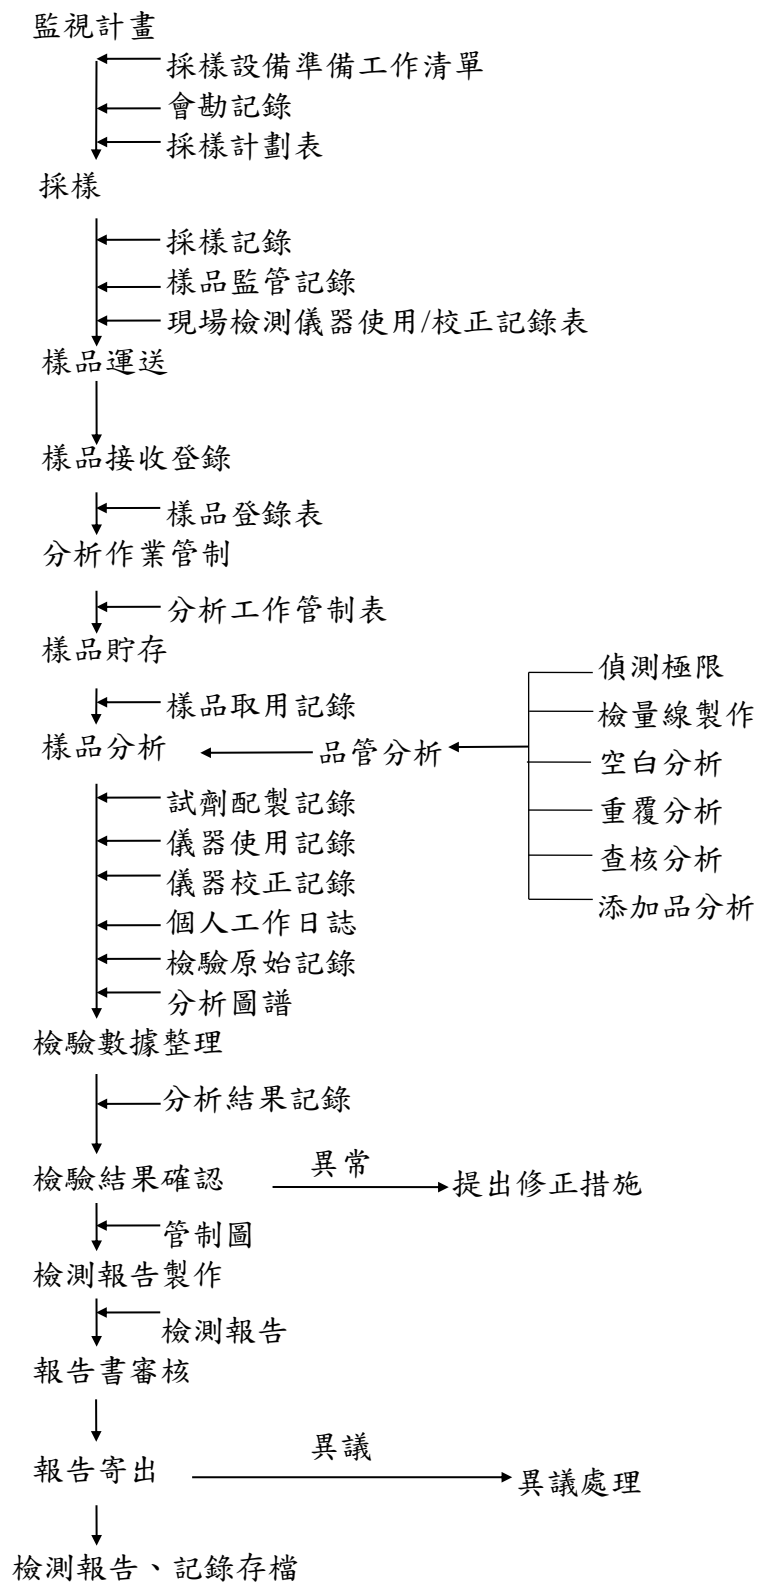 監視計畫
採樣設備準備工作清單
會勘記錄
採樣計劃表
採樣
採樣記錄
樣品監管記錄
現場檢測儀器使用/校正記錄表
樣品運送
樣品接收登錄
樣品登錄表
分析作業管制
分析工作管制表
樣品貯存
樣品取用記錄
樣品分析
品管分析
偵測極限
檢量線製作
空白分析
重覆分析
查核分析
添加品分析
試劑配製記錄
儀器使用記錄
儀器校正記錄
個人工作日誌
檢驗原始記錄
分析圖譜
檢驗數據整理
分析結果記錄
檢驗結果確認
異常
提出修正措施
管制圖
檢測報告製作
檢測報告
報告書審核
報告寄出
異議
異議處理
檢測報告、記錄存檔